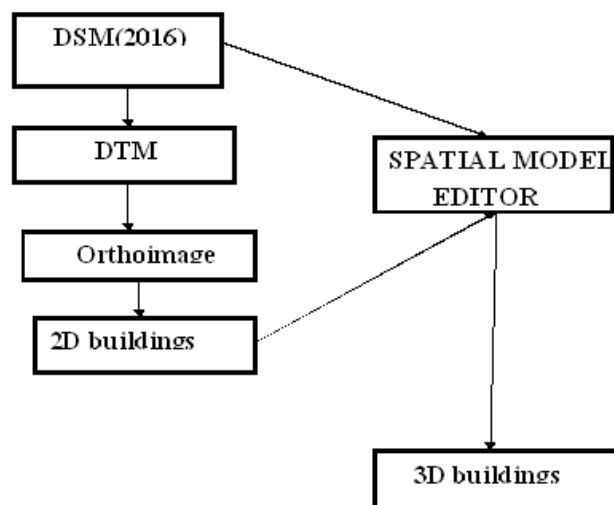 DSM(2016)
DTM
Orthoimage
2D buildings
SPATIAL MODEL
EDITOR
3D buildings